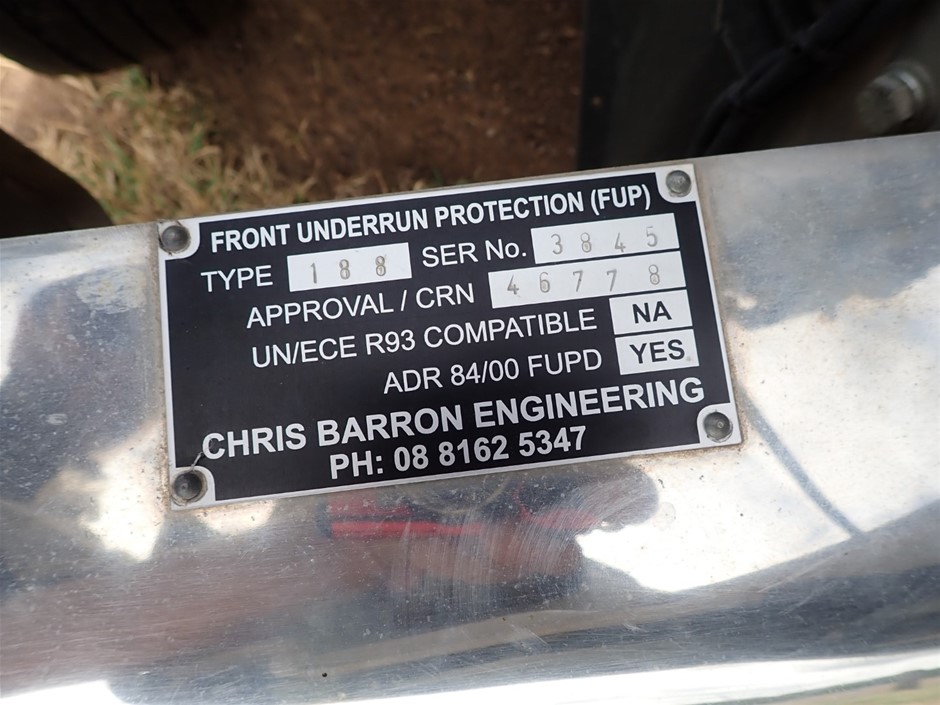 FRONT UNDERRUN PROTECTION (FUP)
TYPE 188 SER No. 3845
APPROVAL / CRN 46778
UN/ECE R93 COMPATIBLE NA
ADR 84/00 FUPD YES
CHRIS BARRON ENGINEERING
PH: 08 8162 5347